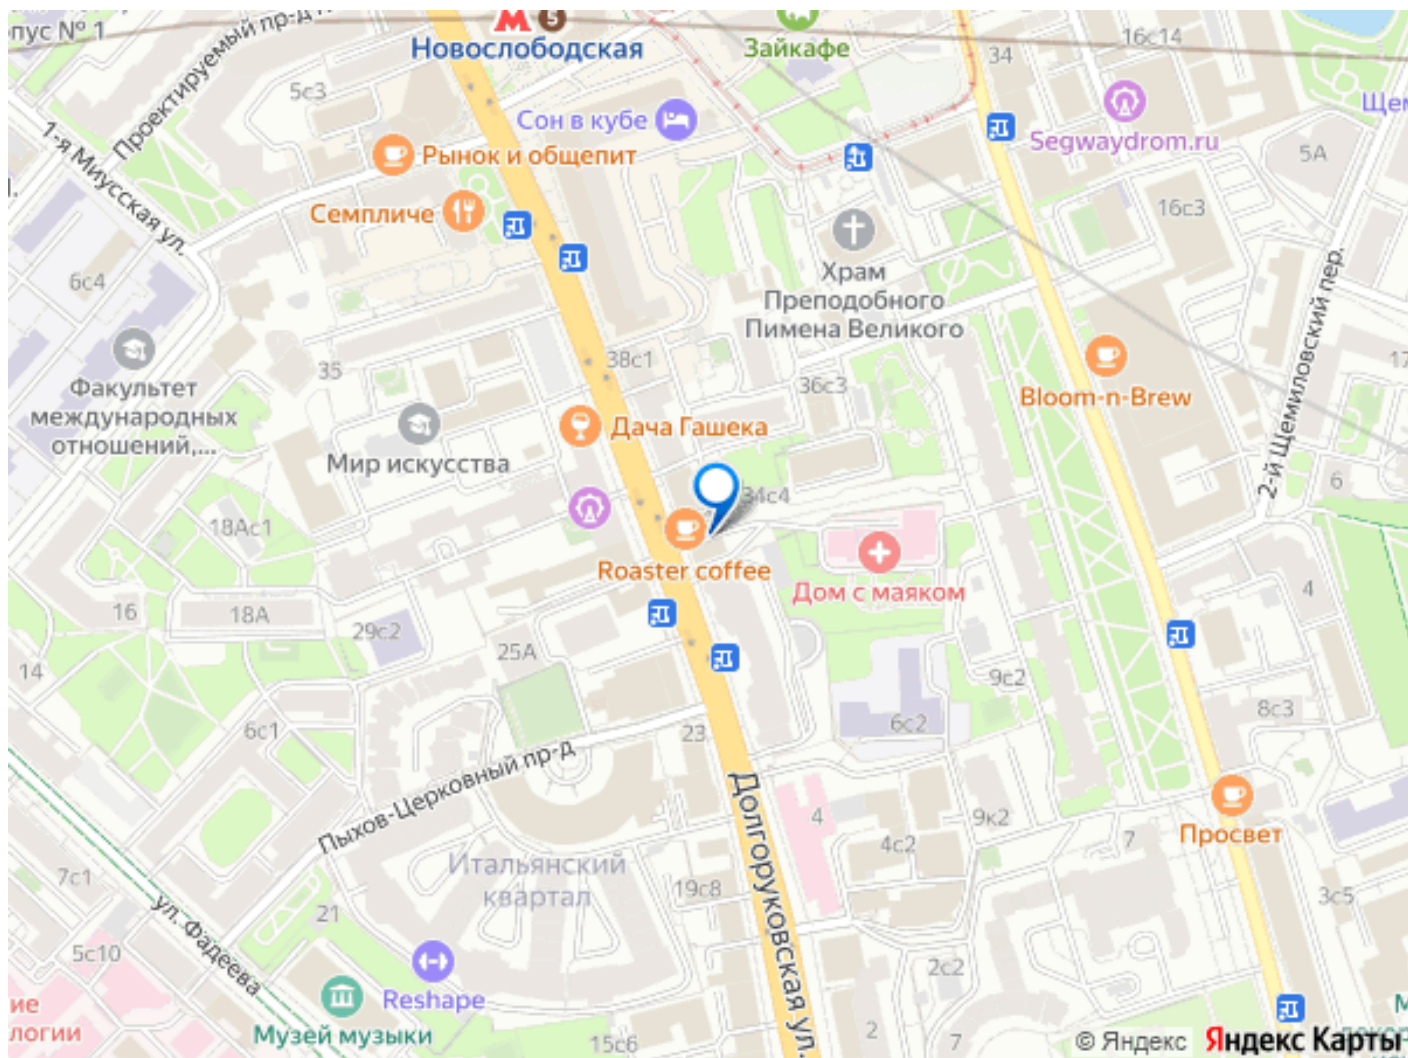 пус № 1
Проектируемый пр-д
5с3
М 5
Новослободская
Зайкафе
34
16с14
Щем
1-я Миусская ул.
Рынок и общепит
Сон в кубе
Segwaydrom.ru
5А
Семпличе
16с3
6с4
Храм
Преподобного
Пимена Великого
2-й Щемиловский пер.
Факультет
международных
отношений,...
35
38с1
36с3
17
Bloom-n-Brew
Дача Гашека
Мир искусства
34с4
6
18Ас1
Roaster coffee
Дом с маяком
4
16
18А
29с2
25А
14
9с2
6с1
23
6с2
8с3
Пыхов-Церковный пр-д
Долгоруковская ул.
4
4с2
9к2
7
Просвет
Итальянский
квартал
7с1
19с8
3с5
21
ул. Фадеева
5с10
2с2
Reshape
ие
логии
Музей музыки
15с6
2
7
© Яндекс Яндекс Карты